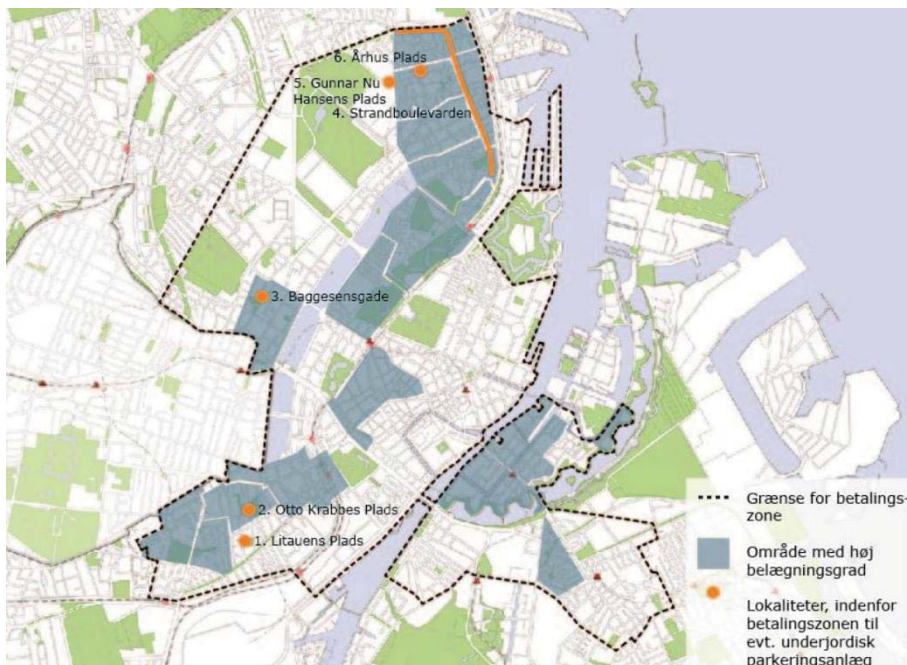 6. Århus Plads
5. Gunnar Nu
Hansens Plads
4. Strandboulevarden
3. Baggesensgade
2. Otto Krabbes Plads
1. Litauens Plads
Grænse for betalings-
zone
Område med høj
belægningsgrad
Lokaliteter, indenfor
betalingszonen til
evt. underjordisk
parkeringsanlæg